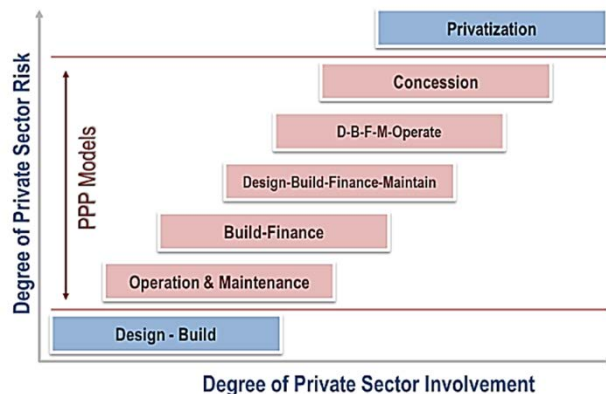 Privatization
Concession
D-B-F-M-Operate
Design-Build-Finance-Maintain
Build-Finance
Operation & Maintenance
Design - Build
PPP Models
Degree of Private Sector Risk
Degree of Private Sector Involvement